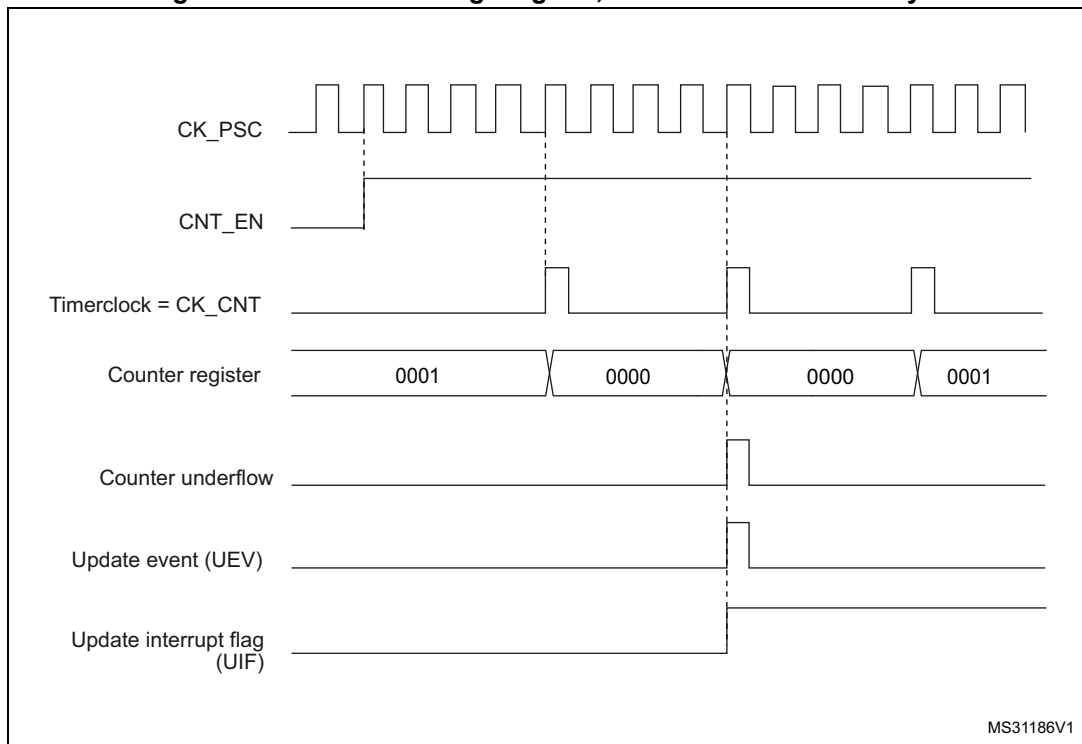 CK_PSC
CNT_EN
Timerclock = CK_CNT
Counter register
0001
0000
0000
0001
Counter underflow
Update event (UEV)
Update interrupt flag
(UIF)
MS31186V1